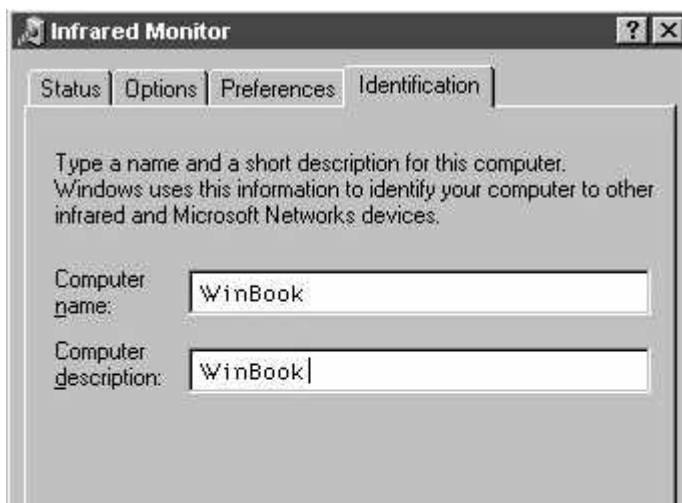 Infrared Monitor
Status Options Preferences Identification
Type a name and a short description for this computer.
Windows uses this information to identify your computer to other
infrared and Microsoft Networks devices.
Computer
name:
WinBook
Computer
description:
WinBook